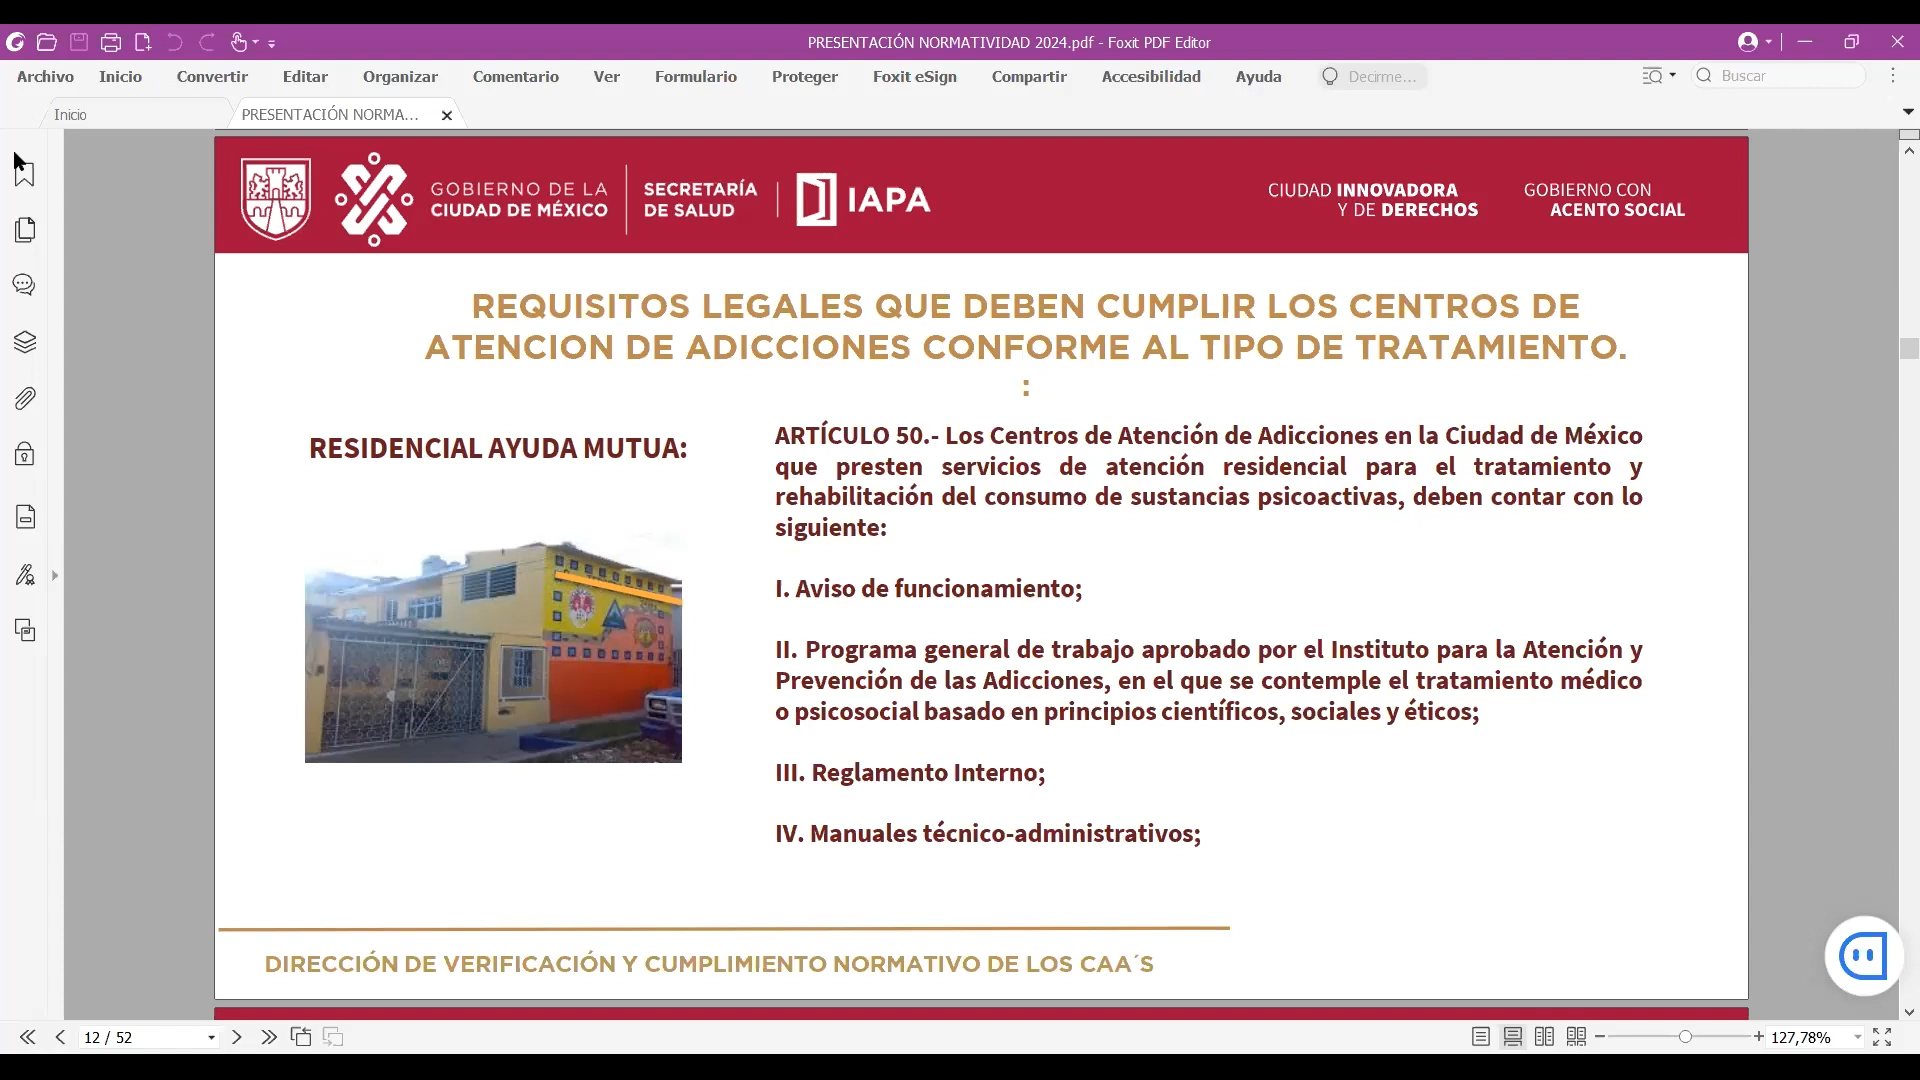 PRESENTACIÓN NORMATIVIDAD 2024.pdf - Foxit PDF Editor
Archivo Inicio Convertir Editar Organizar Comentario Ver Formulario Proteger Foxit eSign Compartir Accesibilidad Ayuda Decirme... Buscar
Inicio PRESENTACIÓN NORMA...
GOBIERNO DE LA
CIUDAD DE MÉXICO
SECRETARÍA
DE SALUD
IAPA
CIUDAD INNOVADORA
Y DE DERECHOS
GOBIERNO CON
ACENTO SOCIAL
REQUISITOS LEGALES QUE DEBEN CUMPLIR LOS CENTROS DE
ATENCION DE ADICCIONES CONFORME AL TIPO DE TRATAMIENTO.
:
RESIDENCIAL AYUDA MUTUA:
ARTÍCULO 50.- Los Centros de Atención de Adicciones en la Ciudad de México
que presten servicios de atención residencial para el tratamiento y
rehabilitación del consumo de sustancias psicoactivas, deben contar con lo
siguiente:
I. Aviso de funcionamiento;
II. Programa general de trabajo aprobado por el Instituto para la Atención y
Prevención de las Adicciones, en el que se contemple el tratamiento médico
o psicosocial basado en principios científicos, sociales y éticos;
III. Reglamento Interno;
IV. Manuales técnico-administrativos;
DIRECCIÓN DE VERIFICACIÓN Y CUMPLIMIENTO NORMATIVO DE LOS CAA´S
12 / 52
127,78%